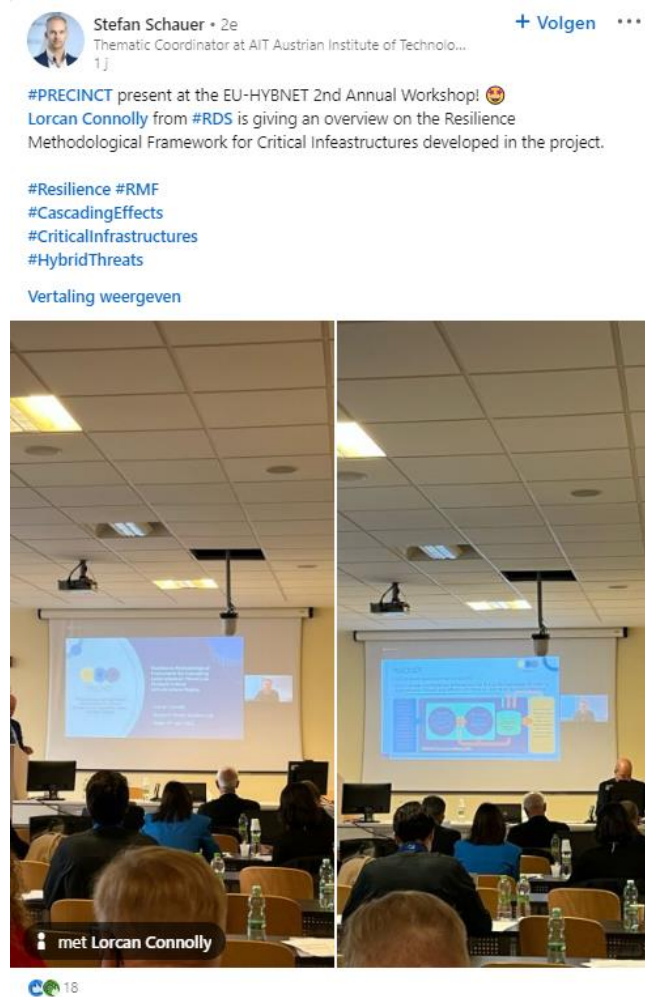 Stefan Schauer • 2e
+ Volgen
Thematic Coordinator at AIT Austrian Institute of Technolo...
1 j
#PRECINCT present at the EU-HYBNET 2nd Annual Workshop! 🤩
Lorcan Connolly from #RDS is giving an overview on the Resilience
Methodological Framework for Critical Infeastructures developed in the project.
#Resilience #RMF
#CascadingEffects
#CriticalInfrastructures
#HybridThreats
Vertaling weergeven
met Lorcan Connolly
18